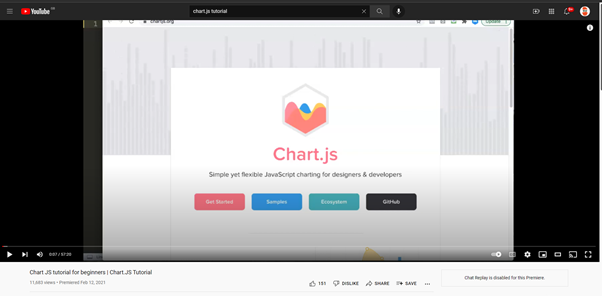 YouTube
chart.js tutorial
9+
1
chartjs.org
Update
Chart.js
Simple yet flexible JavaScript charting for designers & developers
Get Started
Samples
Ecosystem
GitHub
0:07 / 57:20
Chart JS tutorial for beginners | Chart.JS Tutorial
11,693 views • Premiered Feb 12, 2021
151
DISLIKE
SHARE
SAVE
Chat Replay is disabled for this Premiere.